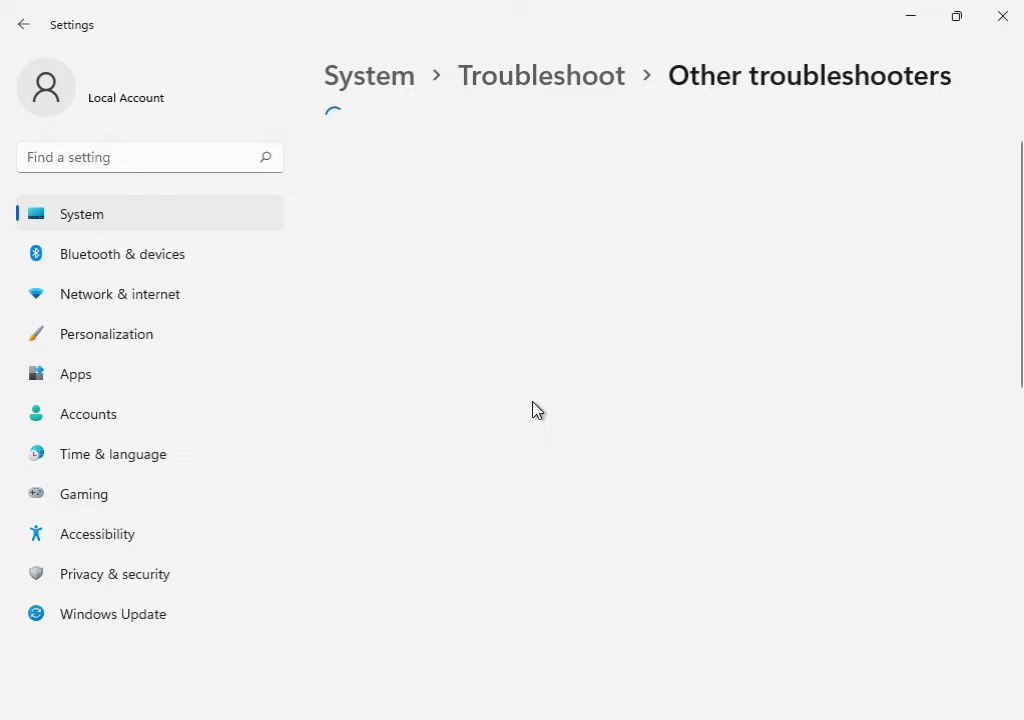 Settings
Local Account
Find a setting
System
Bluetooth & devices
Network & internet
Personalization
Apps
Accounts
Time & language
Gaming
Accessibility
Privacy & security
Windows Update
System › Troubleshoot › Other troubleshooters